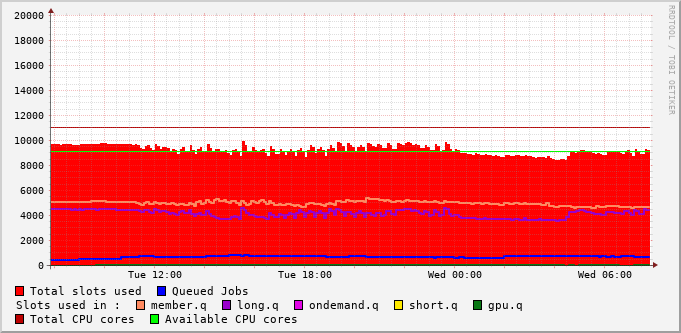 RRDTOOL / TOBI OETIKER
20000
18000
16000
14000
12000
10000
8000
6000
4000
2000
0
Tue 12:00 Tue 18:00 Wed 00:00 Wed 06:00
Total slots used Queued Jobs
Slots used in : member.q long.q ondemand.q short.q gpu.q
Total CPU cores Available CPU cores